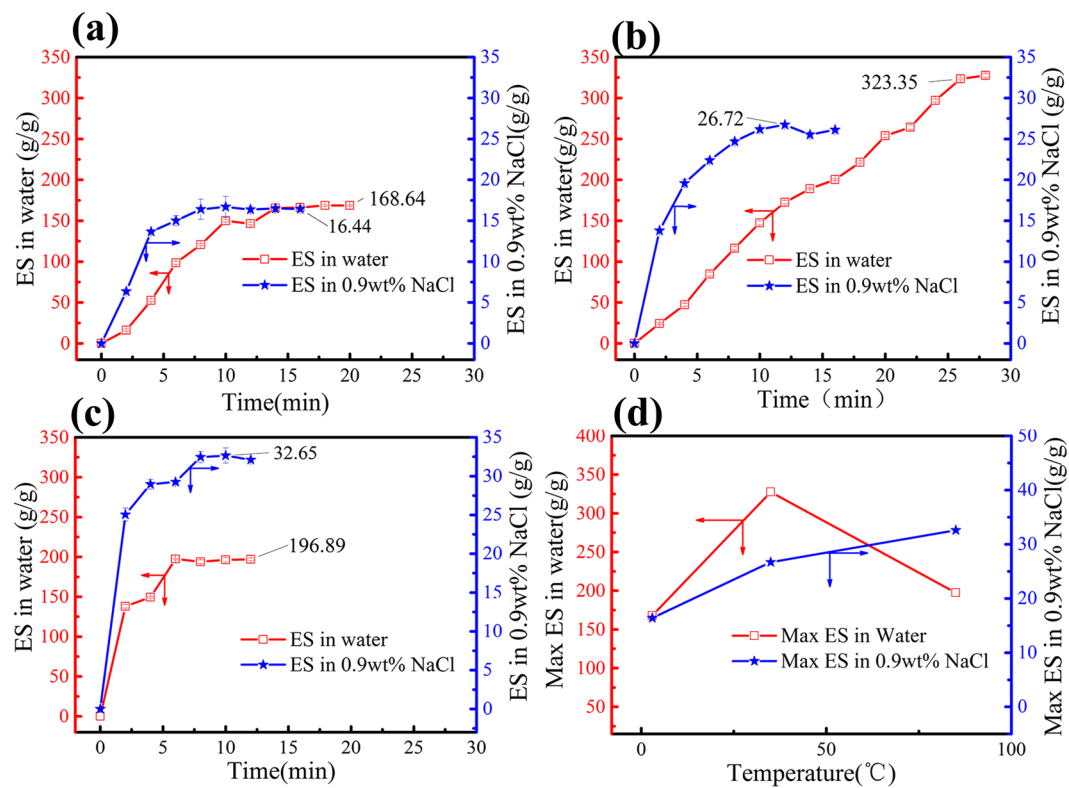 (a)
350
300
250
200
150
100
50
0
ES in water (g/g)
35
30
25
20
15
10
5
0
ES in 0.9wt% NaCl(g/g)
168.64
16.44
ES in water
ES in 0.9wt% NaCl
0 5 10 15 20 25 30
Time(min)
(b)
350
300
250
200
150
100
50
0
ES in water(g/g)
35
30
25
20
15
10
5
0
ES in 0.9wt% NaCl (g/g)
323.35
26.72
ES in water
ES in 0.9wt% NaCl
0 5 10 15 20 25 30
Time（min）
(c)
350
300
250
200
150
100
50
0
ES in water (g/g)
35
30
25
20
15
10
5
0
ES in 0.9wt% NaCl (g/g)
32.65
196.89
ES in water
ES in 0.9wt% NaCl
0 5 10 15 20 25 30
Time(min)
(d)
400
350
300
250
200
150
100
50
Max ES in water(g/g)
50
40
30
20
10
0
Max ES in 0.9wt% NaCl(g/g)
Max ES in Water
Max ES in 0.9wt% NaCl
0 50 100
Temperature(℃)